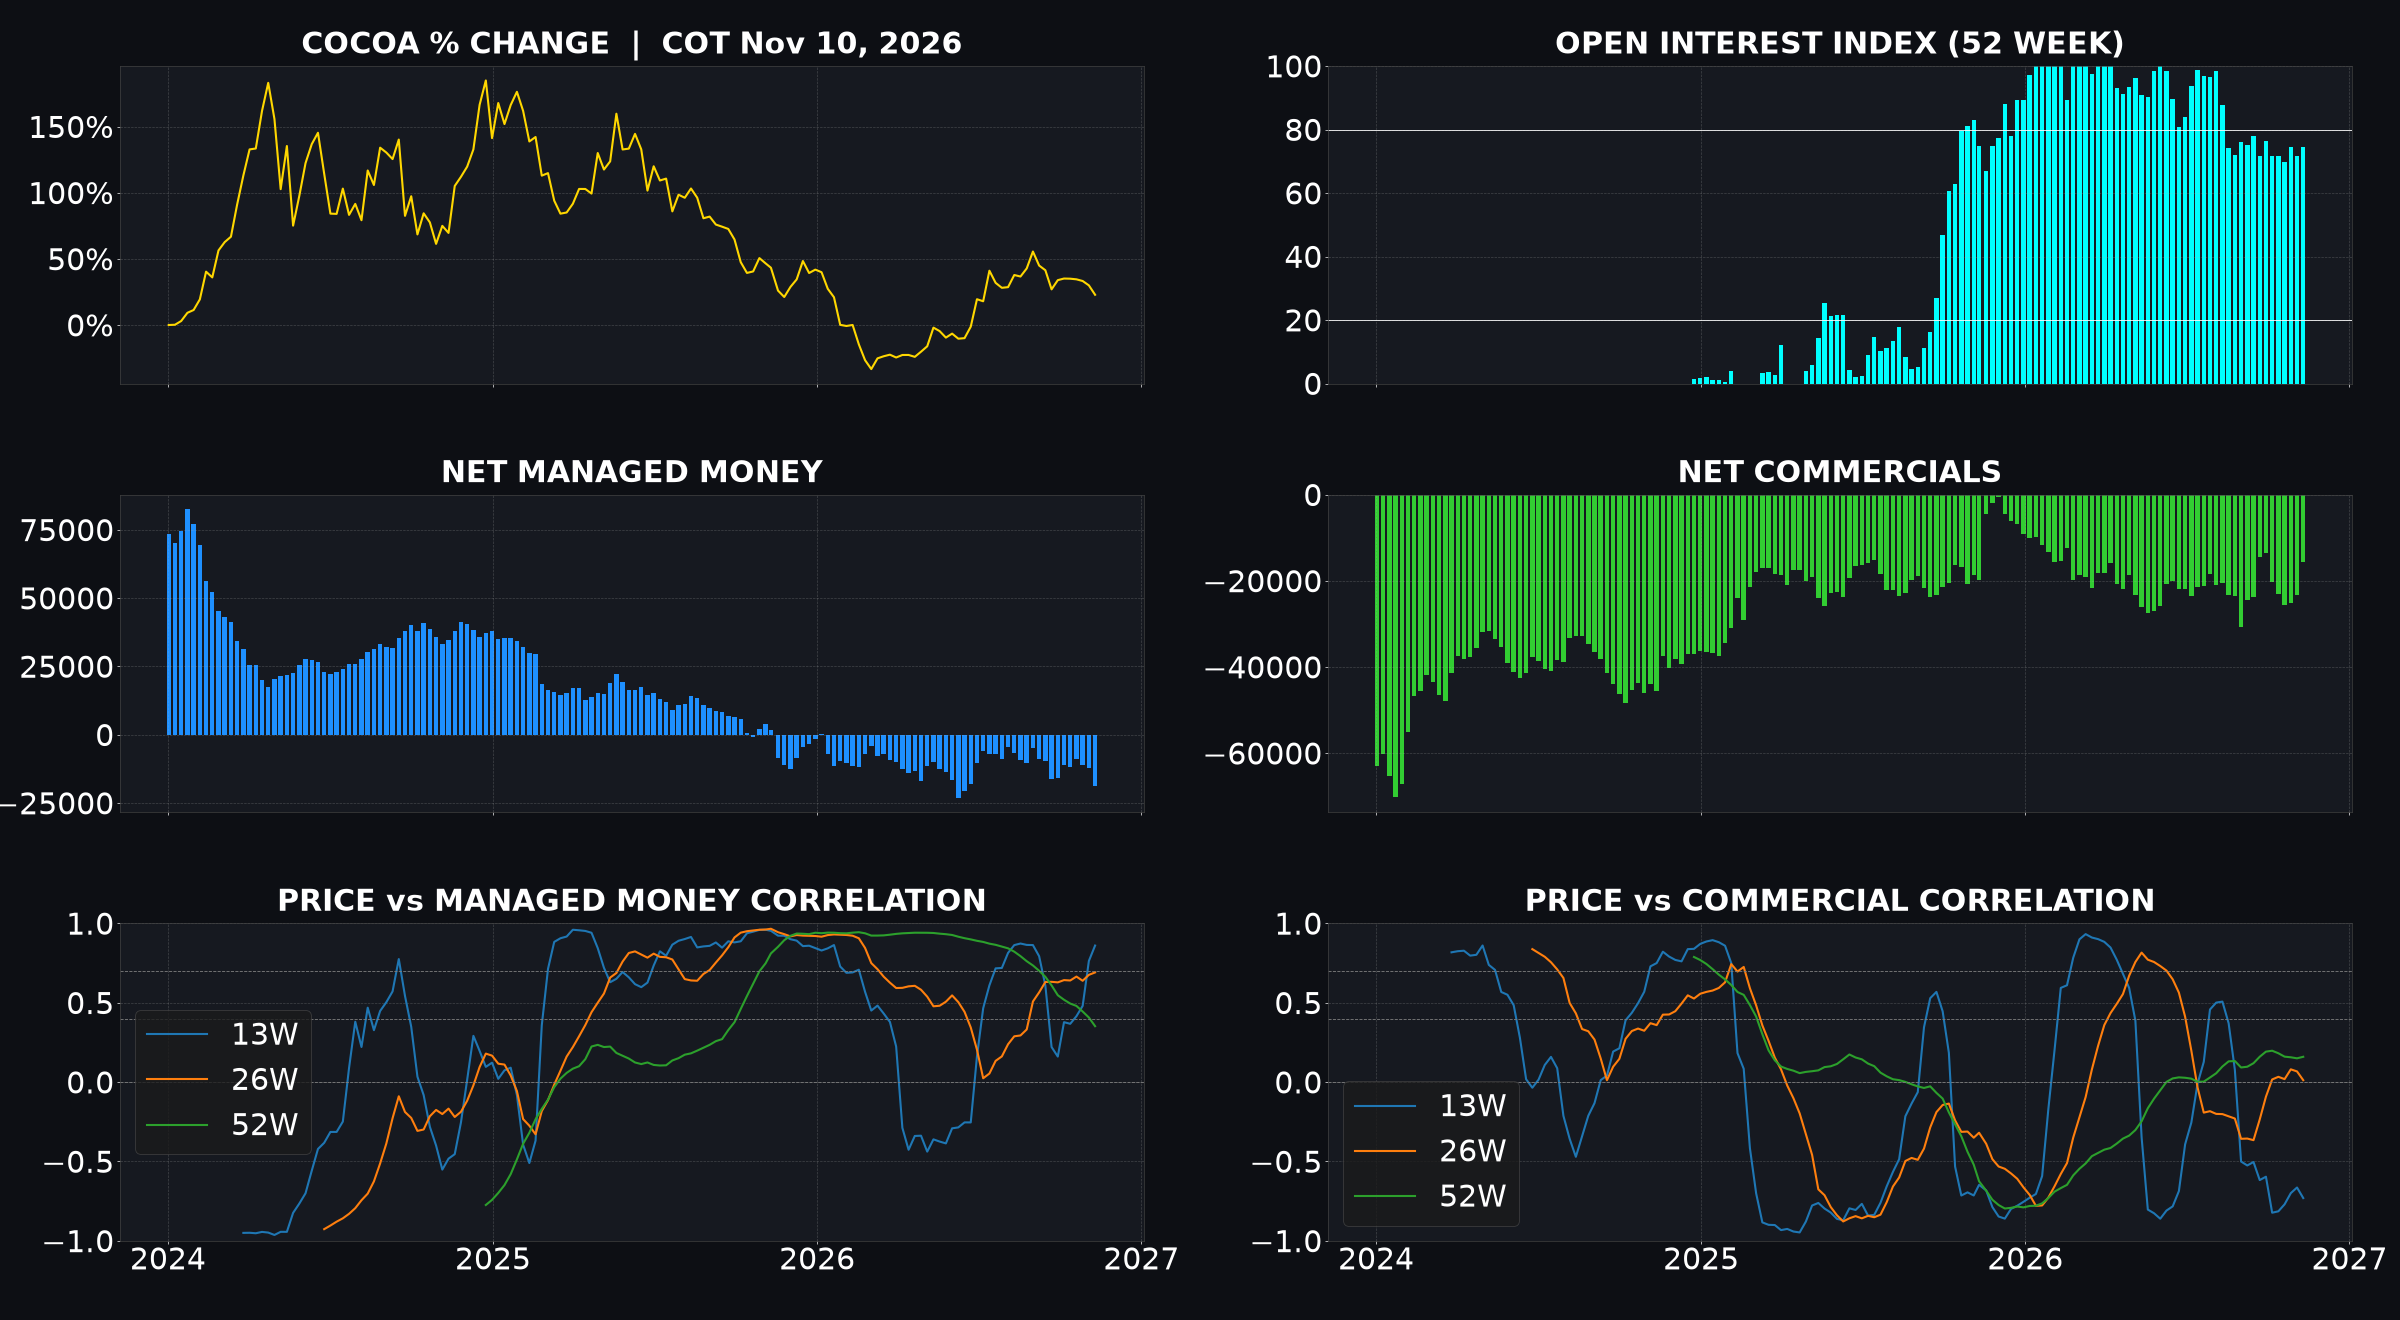 COCOA % CHANGE | COT Nov 10, 2026
150%
100%
50%
0%
OPEN INTEREST INDEX (52 WEEK)
100
80
60
40
20
0
NET MANAGED MONEY
75000
50000
25000
0
−25000
NET COMMERCIALS
0
−20000
−40000
−60000
PRICE vs MANAGED MONEY CORRELATION
1.0
0.5
0.0
−0.5
−1.0
13W
26W
52W
2024 2025 2026 2027
PRICE vs COMMERCIAL CORRELATION
1.0
0.5
0.0
−0.5
−1.0
13W
26W
52W
2024 2025 2026 2027